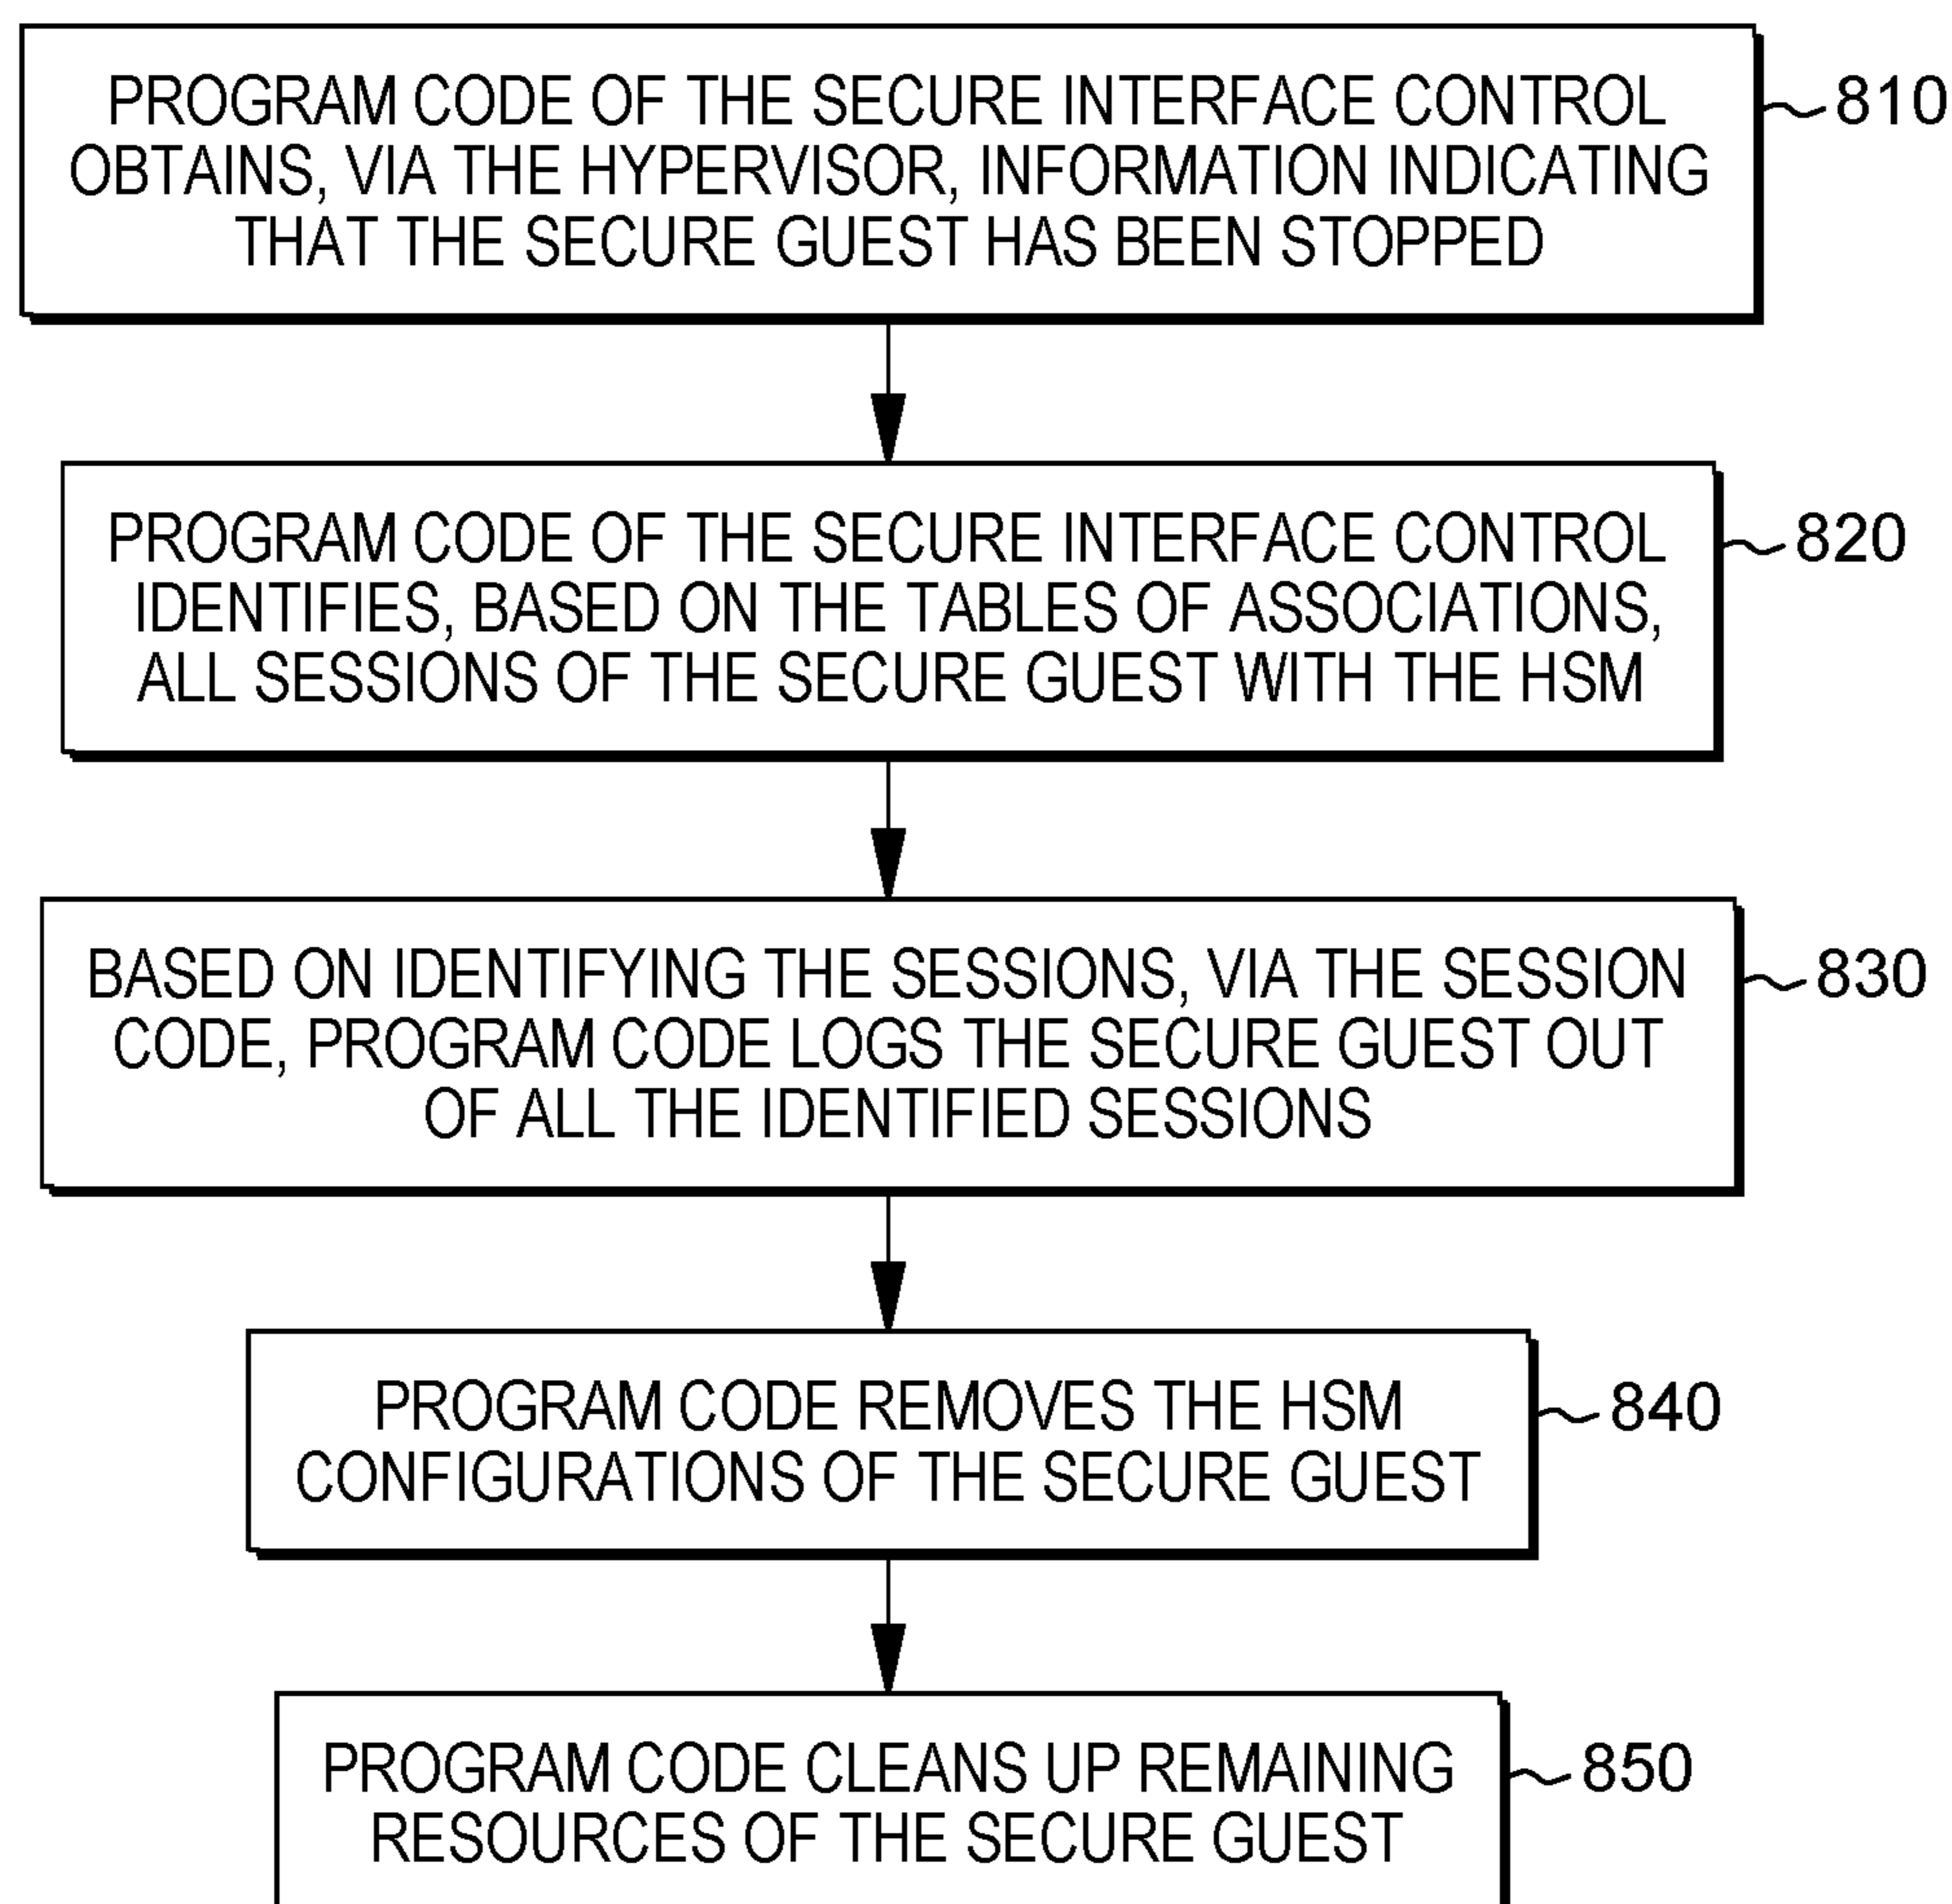 PROGRAM CODE OF THE SECURE INTERFACE CONTROL
OBTAINS, VIA THE HYPERVISOR, INFORMATION INDICATING
THAT THE SECURE GUEST HAS BEEN STOPPED
810
PROGRAM CODE OF THE SECURE INTERFACE CONTROL
IDENTIFIES, BASED ON THE TABLES OF ASSOCIATIONS,
ALL SESSIONS OF THE SECURE GUEST WITH THE HSM
820
BASED ON IDENTIFYING THE SESSIONS, VIA THE SESSION
CODE, PROGRAM CODE LOGS THE SECURE GUEST OUT
OF ALL THE IDENTIFIED SESSIONS
830
PROGRAM CODE REMOVES THE HSM
CONFIGURATIONS OF THE SECURE GUEST
840
PROGRAM CODE CLEANS UP REMAINING
RESOURCES OF THE SECURE GUEST
850